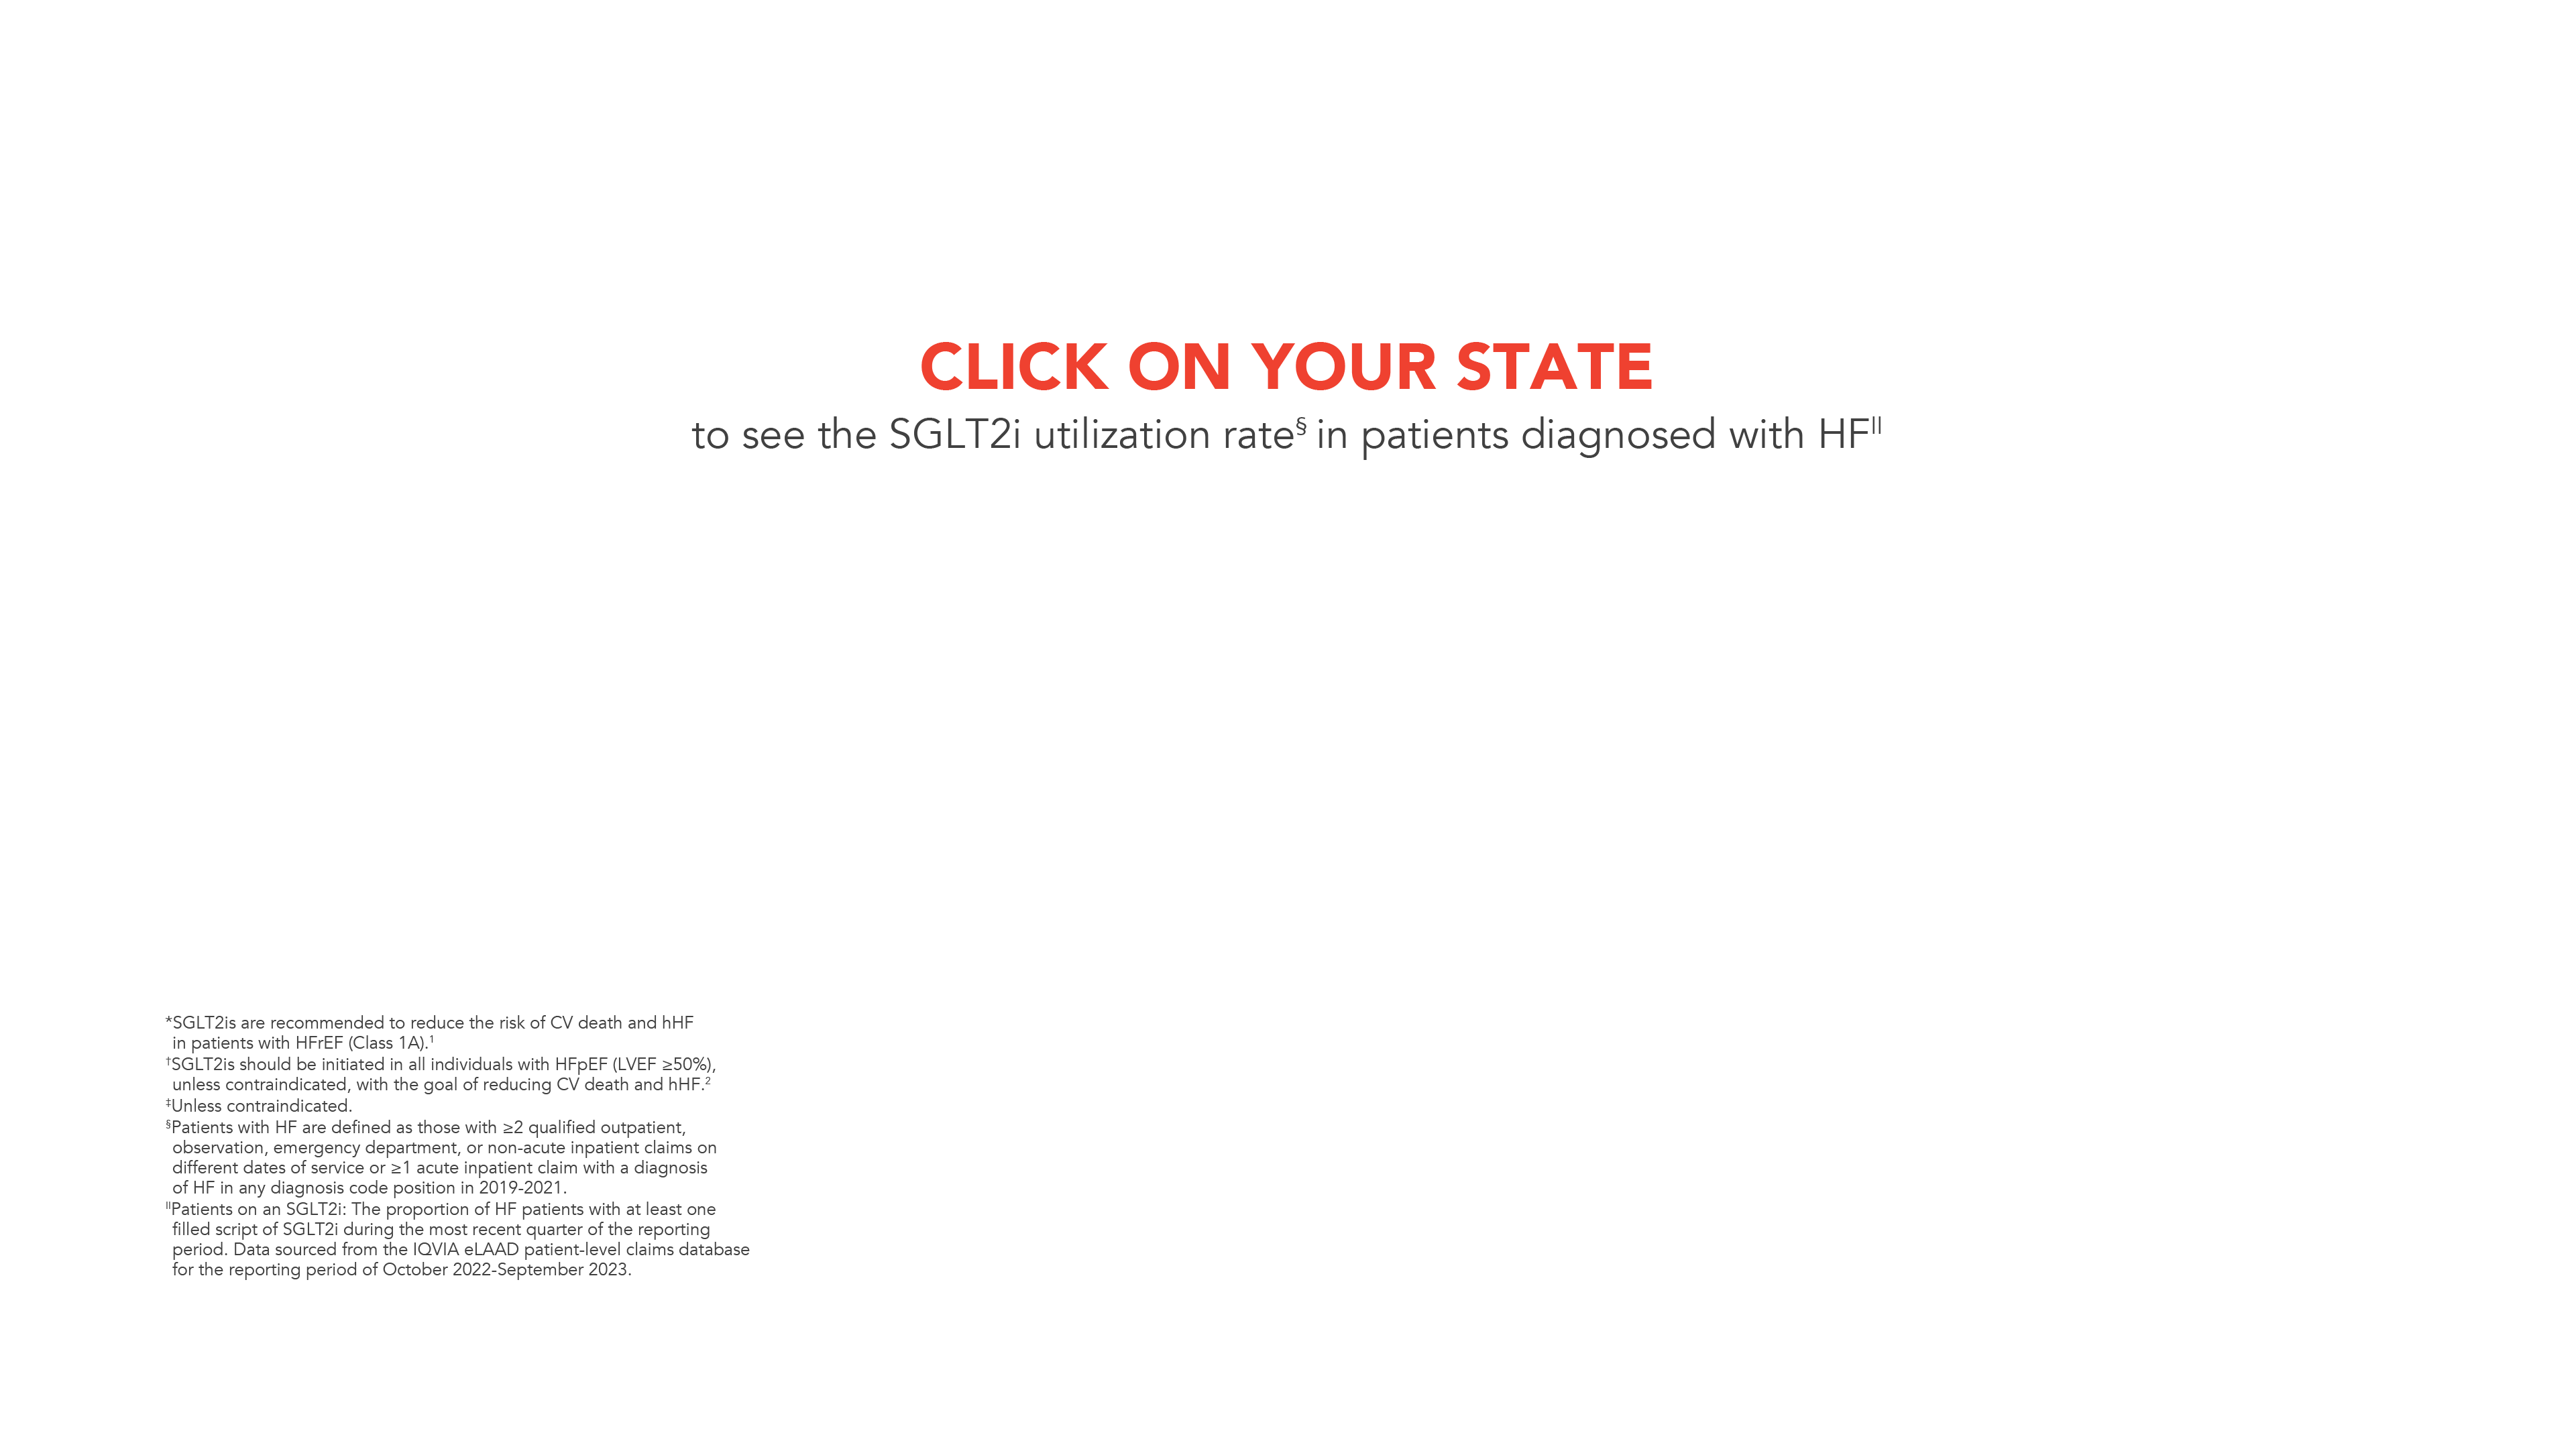 CLICK ON YOUR STATE
to see the SGLT2i utilization rate§ in patients diagnosed with HF||
*SGLT2is are recommended to reduce the risk of CV death and hHF
in patients with HFrEF (Class 1A).¹
†SGLT2is should be initiated in all individuals with HFpEF (LVEF ≥50%),
unless contraindicated, with the goal of reducing CV death and hHF.²
‡Unless contraindicated.
§Patients with HF are defined as those with ≥2 qualified outpatient,
observation, emergency department, or non-acute inpatient claims on
different dates of service or ≥1 acute inpatient claim with a diagnosis
of HF in any diagnosis code position in 2019-2021.
||Patients on an SGLT2i: The proportion of HF patients with at least one
filled script of SGLT2i during the most recent quarter of the reporting
period. Data sourced from the IQVIA eLAAD patient-level claims database
for the reporting period of October 2022-September 2023.